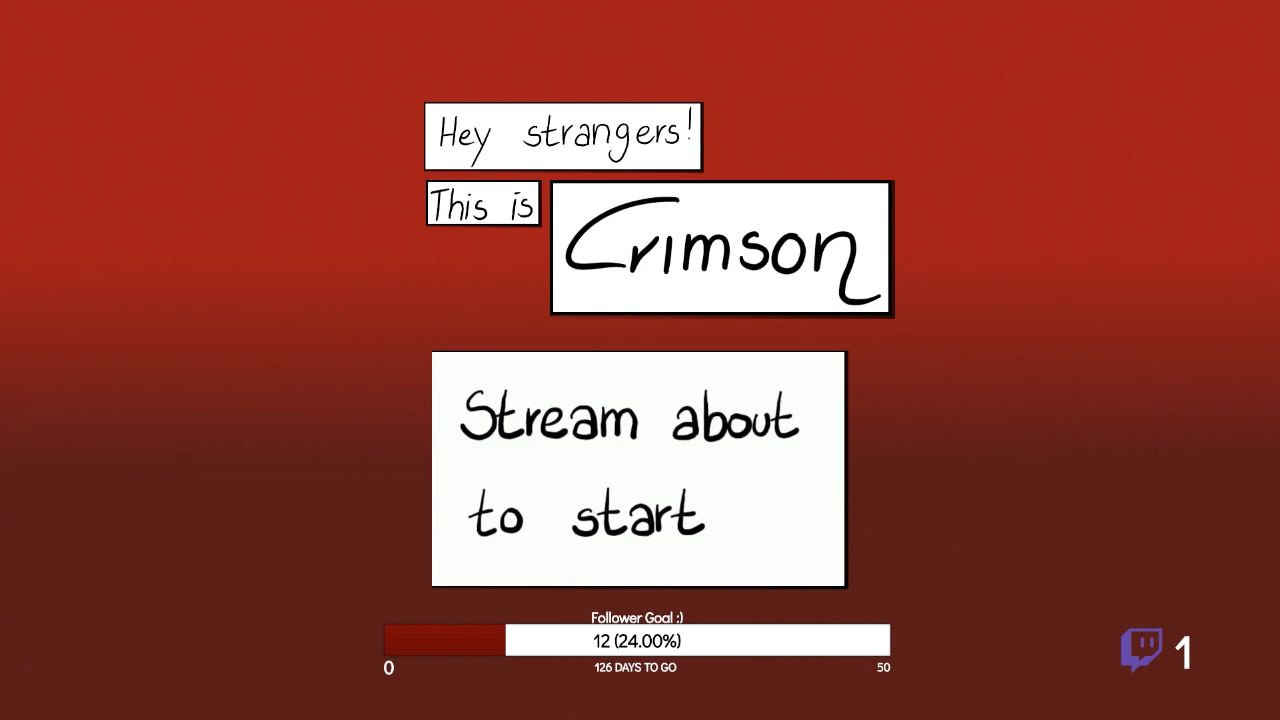 Hey strangers!
This is
Crimson
Stream about
to start
Follower Goal :)
12 (24.00%)
0
126 DAYS TO GO
50
1